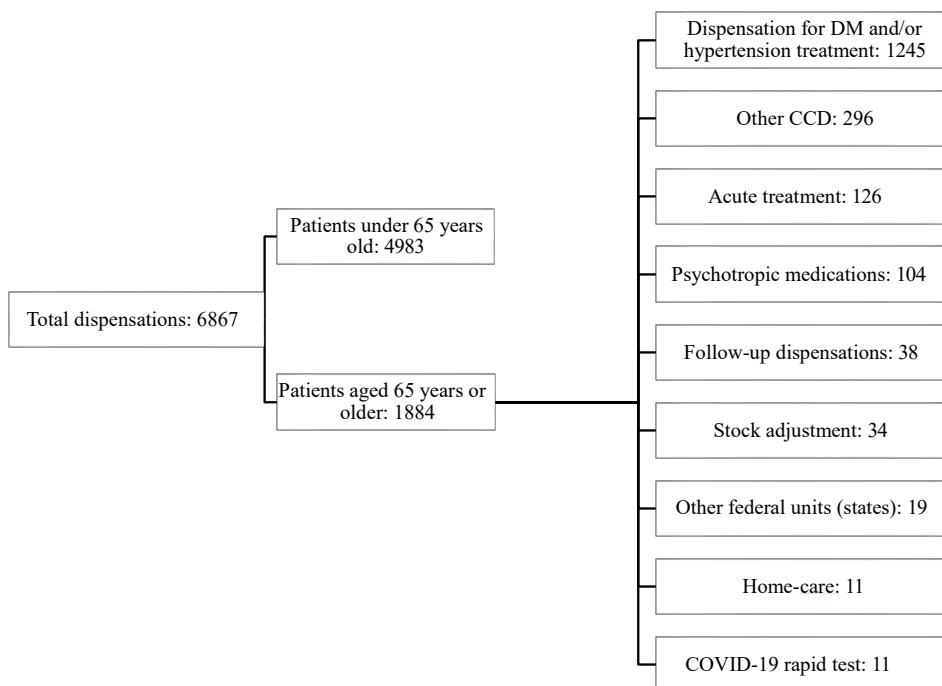 Total dispensations: 6867
Patients under 65 years
old: 4983
Patients aged 65 years or
older: 1884
Dispensation for DM and/or
hypertension treatment: 1245
Other CCD: 296
Acute treatment: 126
Psychotropic medications: 104
Follow-up dispensations: 38
Stock adjustment: 34
Other federal units (states): 19
Home-care: 11
COVID-19 rapid test: 11